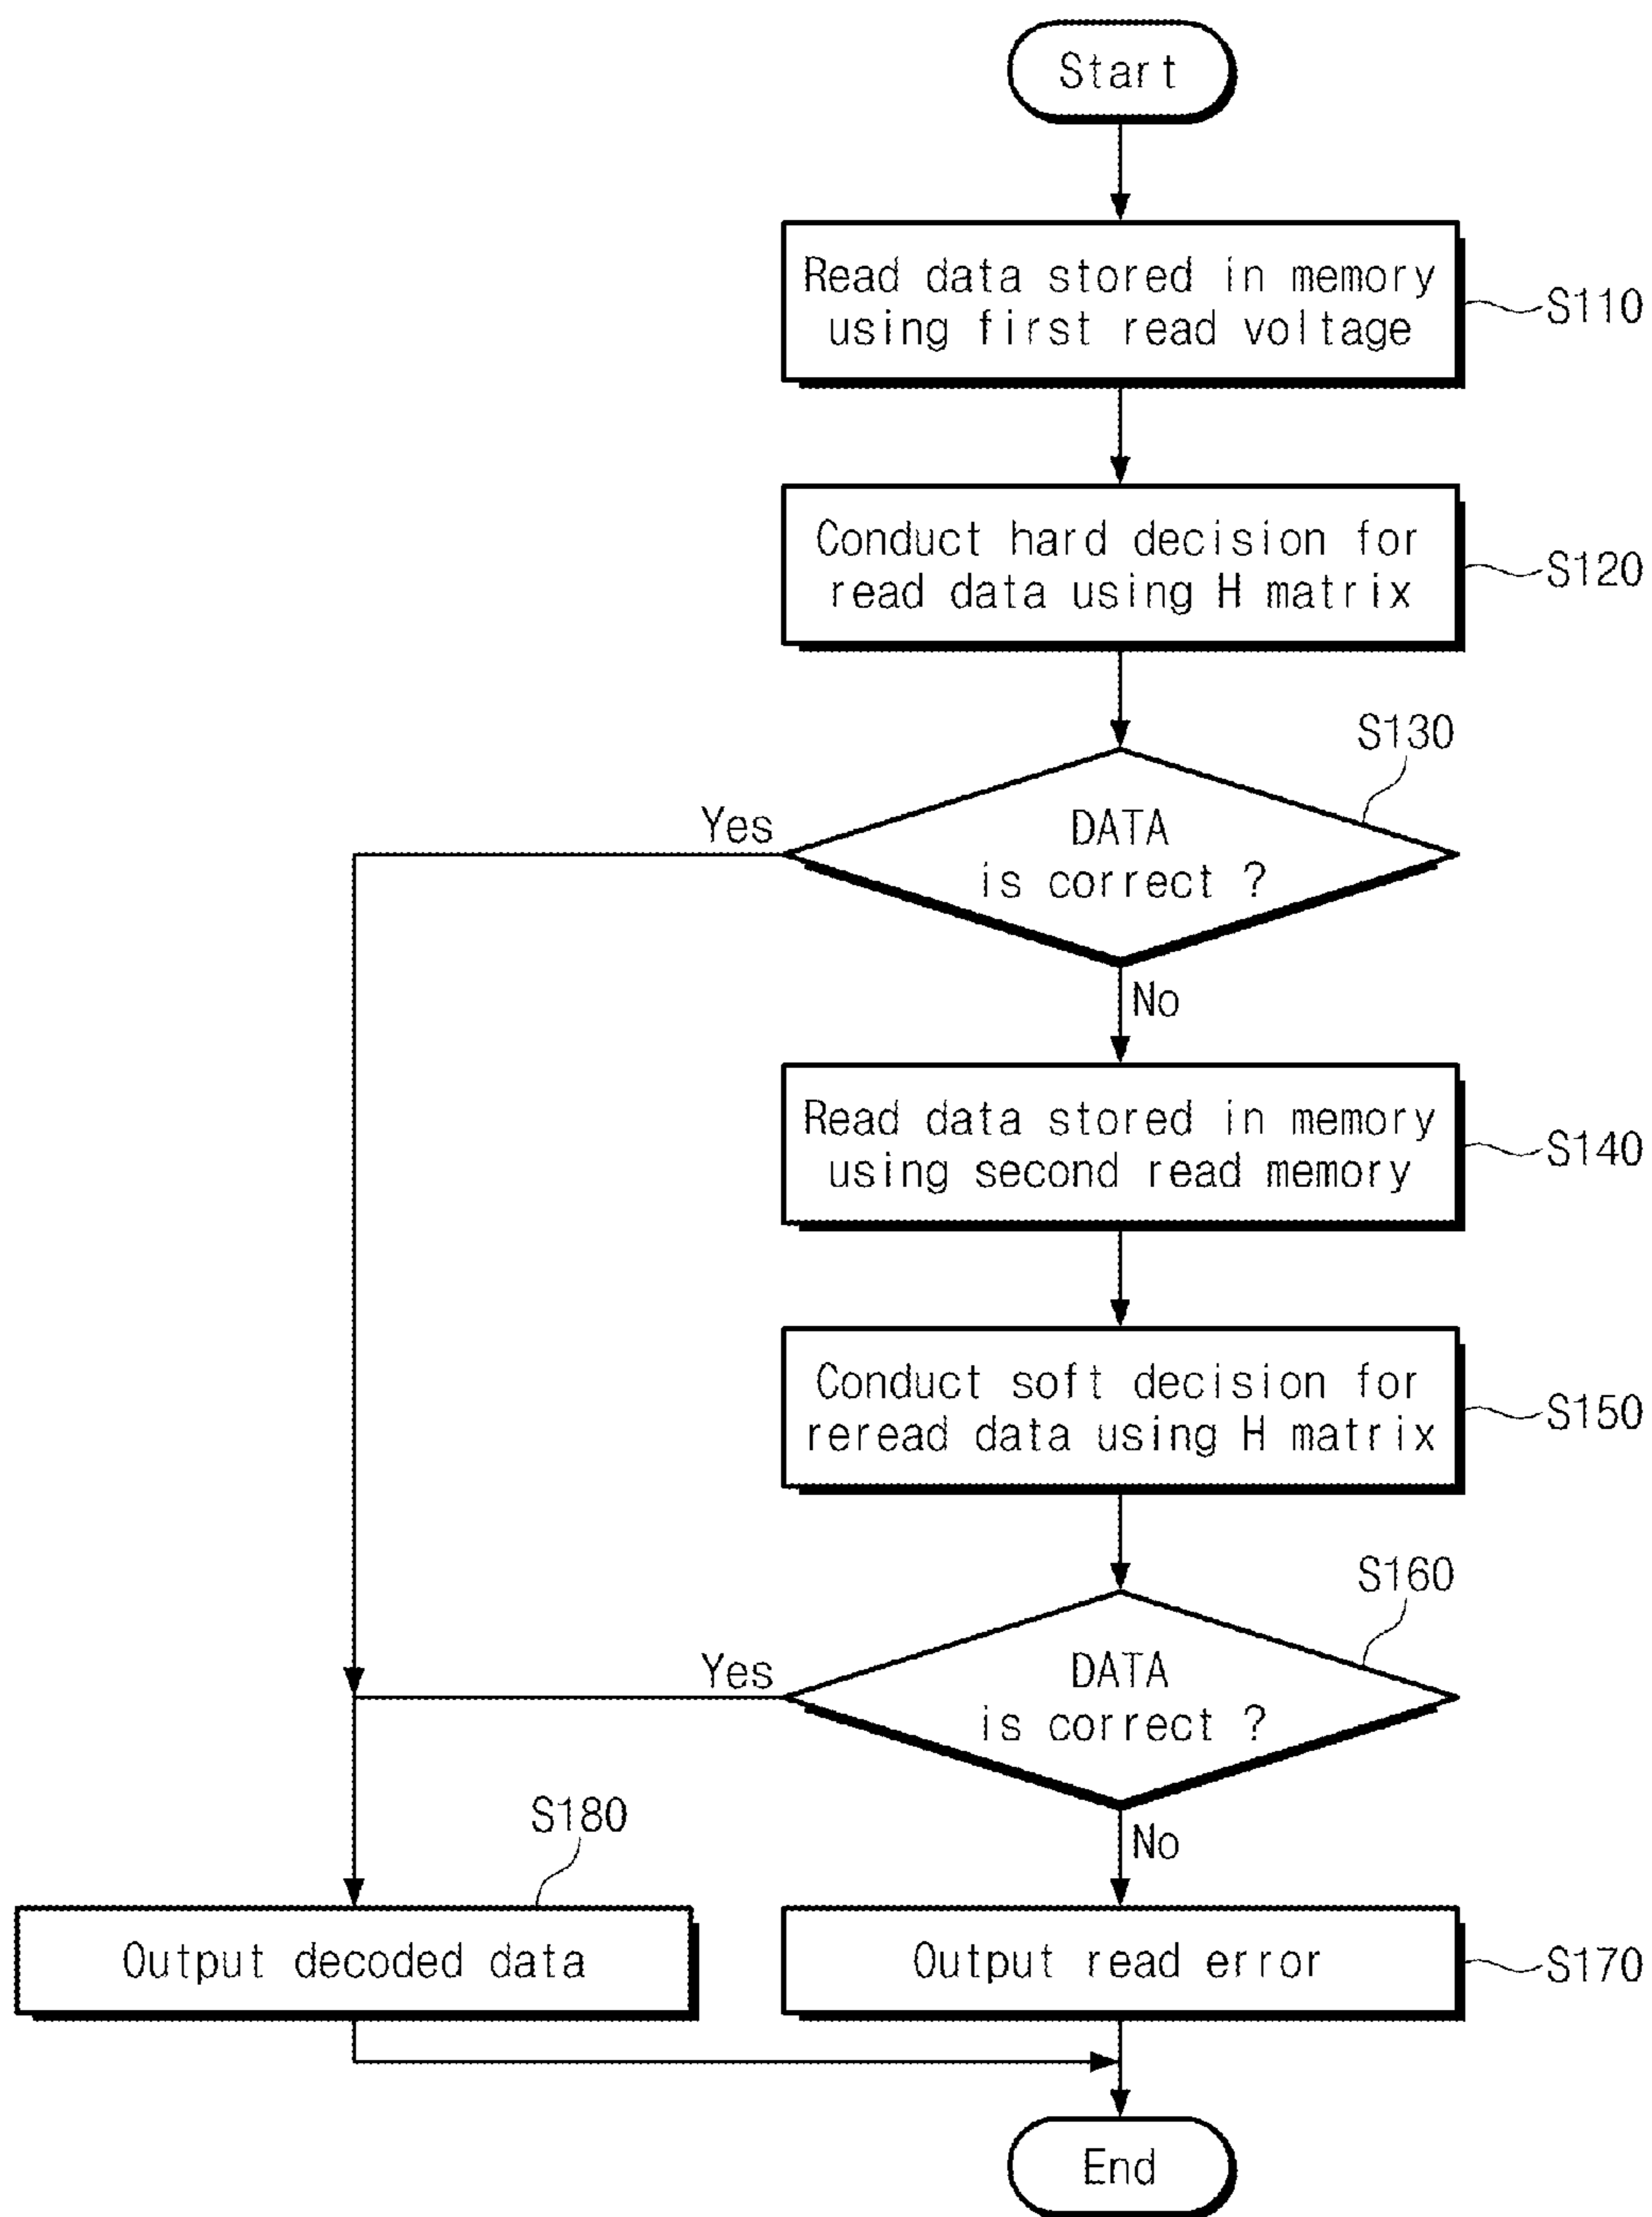 Start
Read data stored in memory
using first read voltage
S110
Conduct hard decision for
read data using H matrix
S120
S130
Yes
DATA
is correct ?
No
Read data stored in memory
using second read memory
S140
Conduct soft decision for
reread data using H matrix
S150
S160
Yes
DATA
is correct ?
No
S180
Output decoded data
Output read error
S170
End